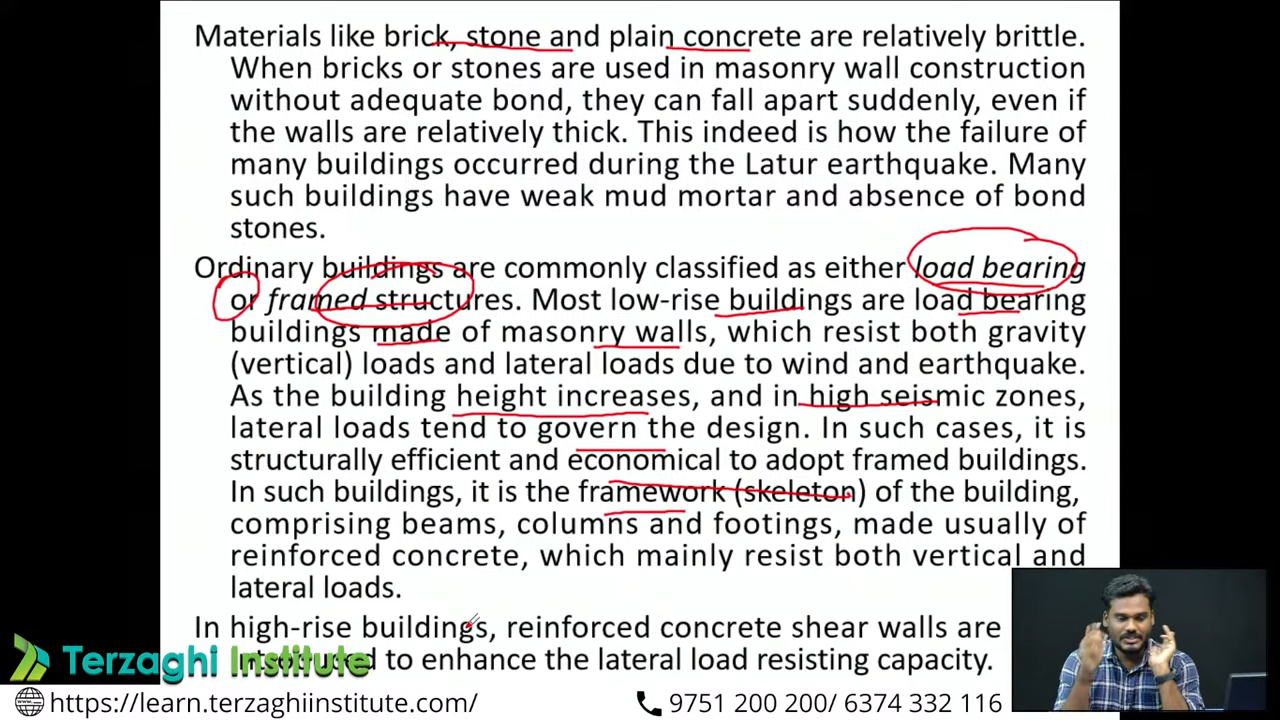 Materials like brick, stone and plain concrete are relatively brittle.
When bricks or stones are used in masonry wall construction
without adequate bond, they can fall apart suddenly, even if
the walls are relatively thick. This indeed is how the failure of
many buildings occurred during the Latur earthquake. Many
such buildings have weak mud mortar and absence of bond
stones.
Ordinary buildings are commonly classified as either load bearing
or framed structures. Most low-rise buildings are load bearing
buildings made of masonry walls, which resist both gravity
(vertical) loads and lateral loads due to wind and earthquake.
As the building height increases, and in high seismic zones,
lateral loads tend to govern the design. In such cases, it is
structurally efficient and economical to adopt framed buildings.
In such buildings, it is the framework (skeleton) of the building,
comprising beams, columns and footings, made usually of
reinforced concrete, which mainly resist both vertical and
lateral loads.
In high-rise buildings, reinforced concrete shear walls are
to enhance the lateral load resisting capacity.
Terzaghi Institute
https://learn.terzaghiinstitute.com/
9751 200 200/ 6374 332 116